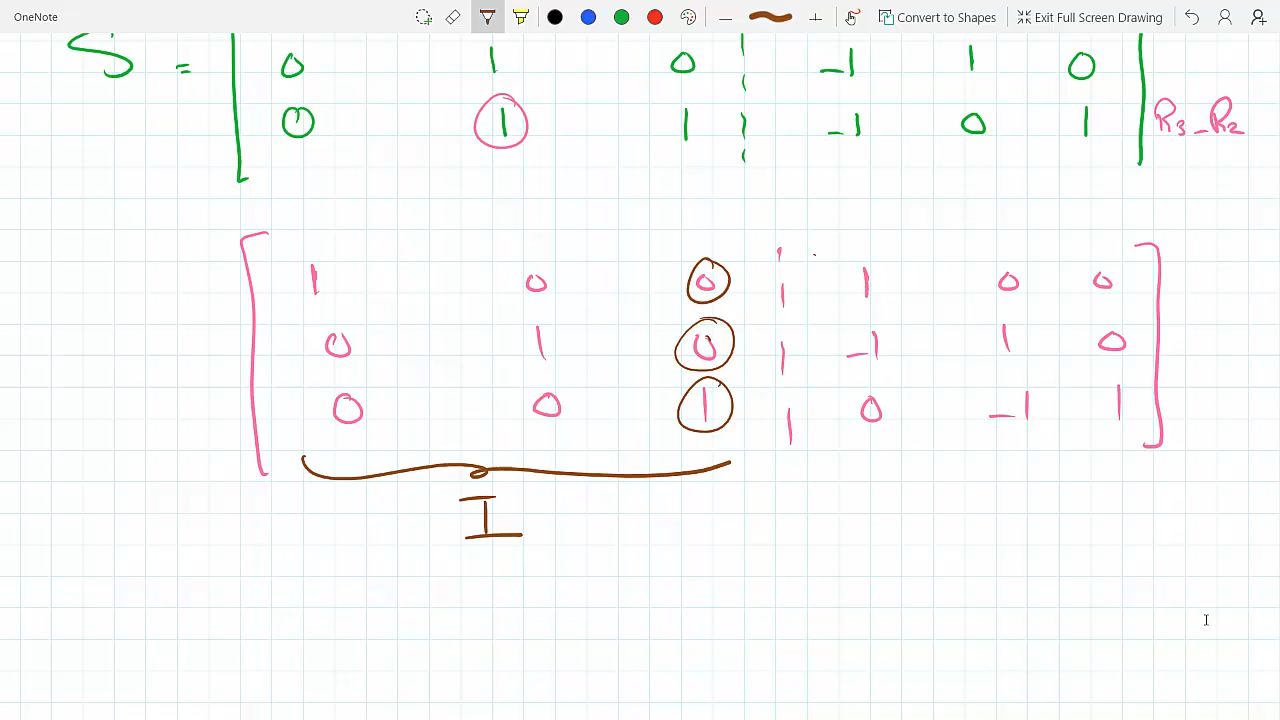 OneNote
Convert to Shapes Exit Full Screen Drawing
S = 0 1 0 -1 1 0
0 1 1 -1 0 1 R3 - R2
1 0 0 1 0 0
0 1 0 -1 1 0
0 0 1 0 -1 1
I